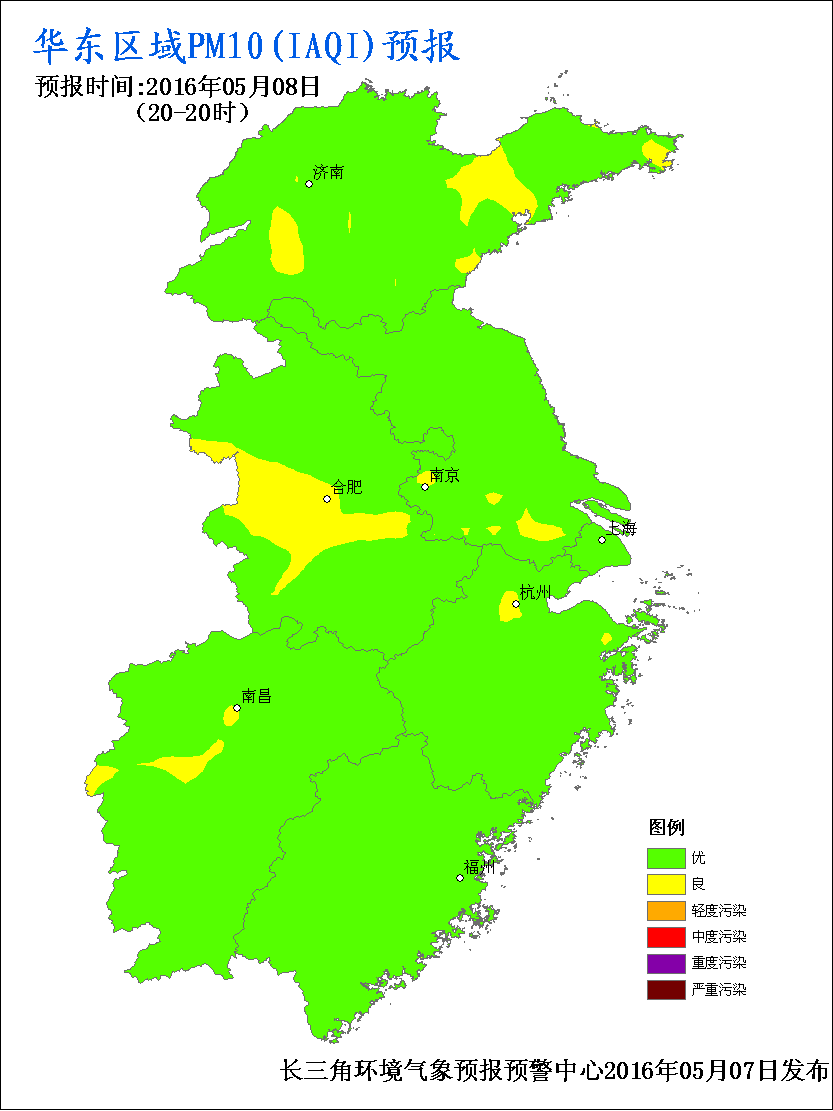 华东区域PM10(IAQI)预报
预报时间:2016年05月08日
（20-20时）
济南
合肥
南京
上海
杭州
南昌
福州
图例
优
良
轻度污染
中度污染
重度污染
严重污染
长三角环境气象预报预警中心2016年05月07日发布